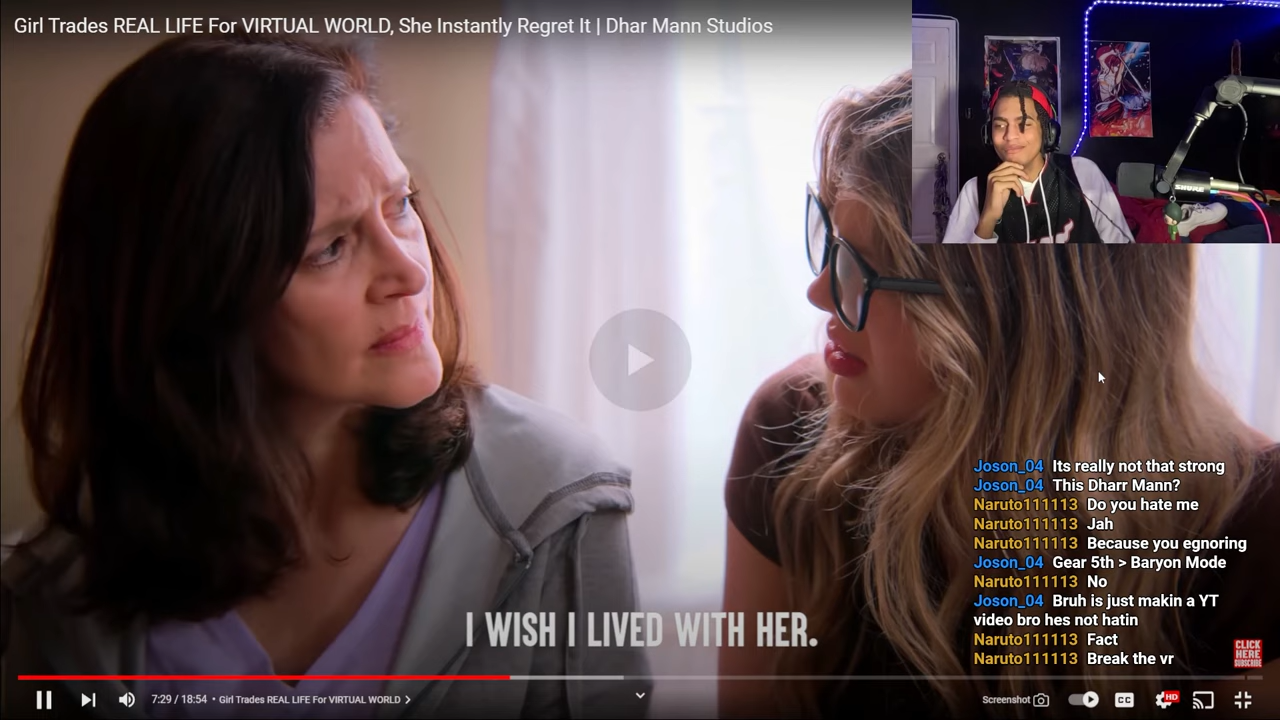 Girl Trades REAL LIFE For VIRTUAL WORLD, She Instantly Regret It | Dhar Mann Studios
SHURE
I WISH I LIVED WITH HER.
Joson_04 Its really not that strong
Joson_04 This Dharr Mann?
Naruto111113 Do you hate me
Naruto111113 Jah
Naruto111113 Because you egnoring
Joson_04 Gear 5th > Baryon Mode
Naruto111113 No
Joson_04 Bruh is just makin a YT
video bro hes not hatin
Naruto111113 Fact
Naruto111113 Break the vr
CLICK
HERE
SUBSCRIBE
7:29 / 18:54 • Girl Trades REAL LIFE For VIRTUAL WORLD
Screenshot
CC
HD